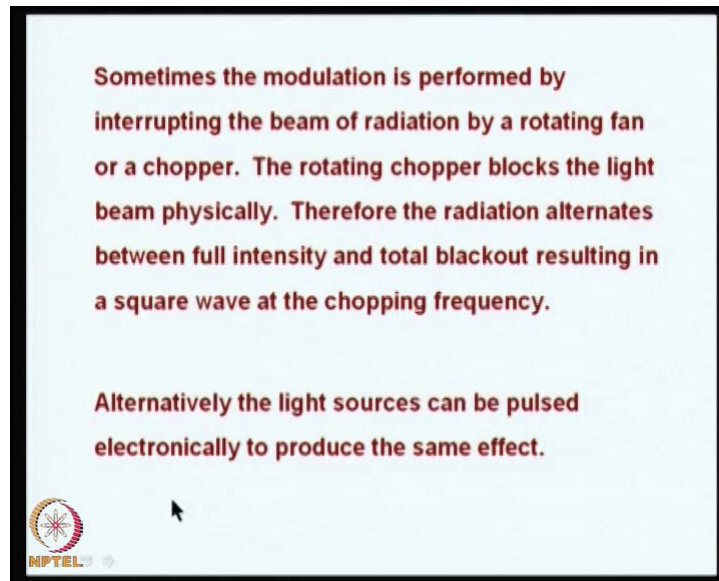 Sometimes the modulation is performed by
interrupting the beam of radiation by a rotating fan
or a chopper. The rotating chopper blocks the light
beam physically. Therefore the radiation alternates
between full intensity and total blackout resulting in
a square wave at the chopping frequency.
Alternatively the light sources can be pulsed
electronically to produce the same effect.
NPTEL